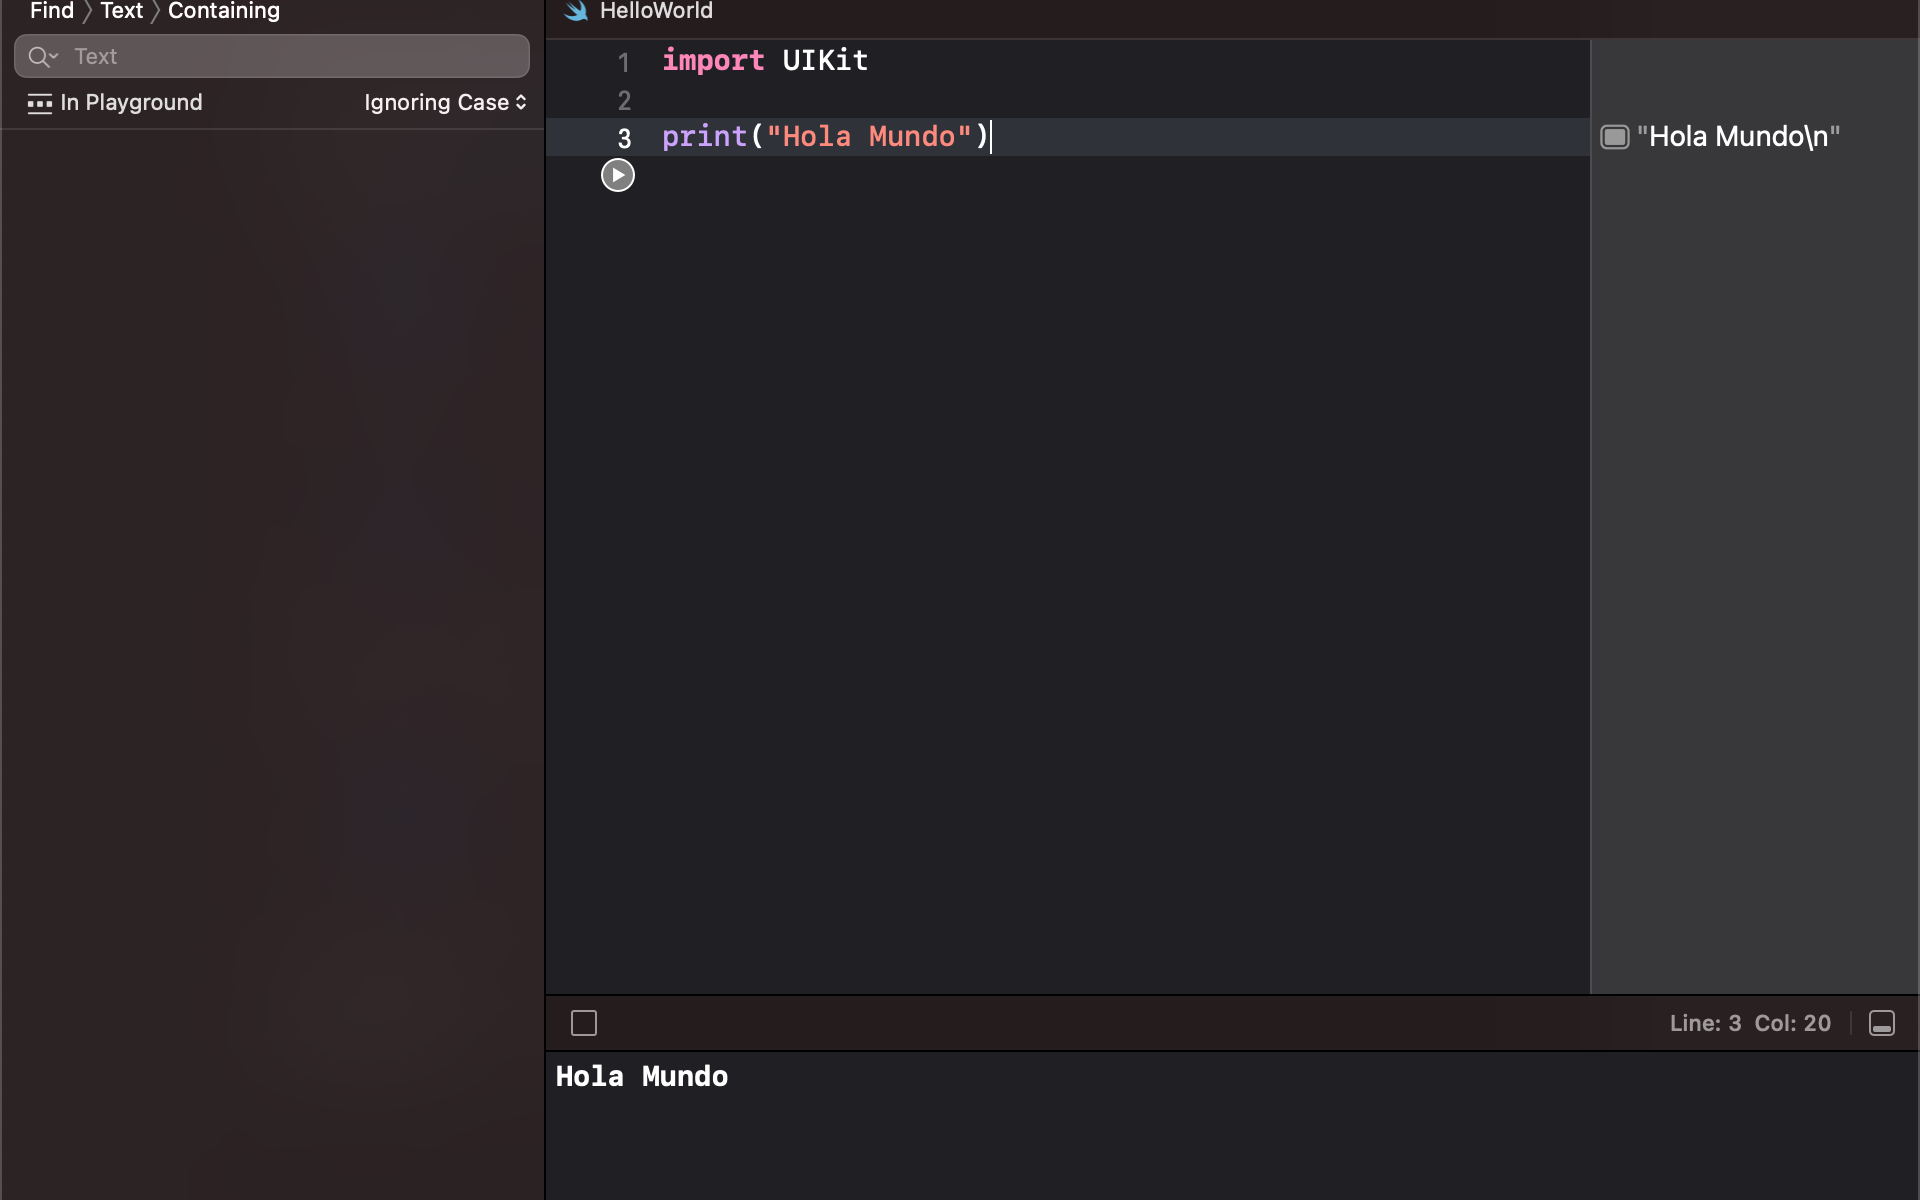 Find 〉 Text 〉 Containing
Text
In Playground Ignoring Case
HelloWorld
1 import UIKit
2
3 print("Hola Mundo")
"Hola Mundo\n"
Line: 3 Col: 20
Hola Mundo